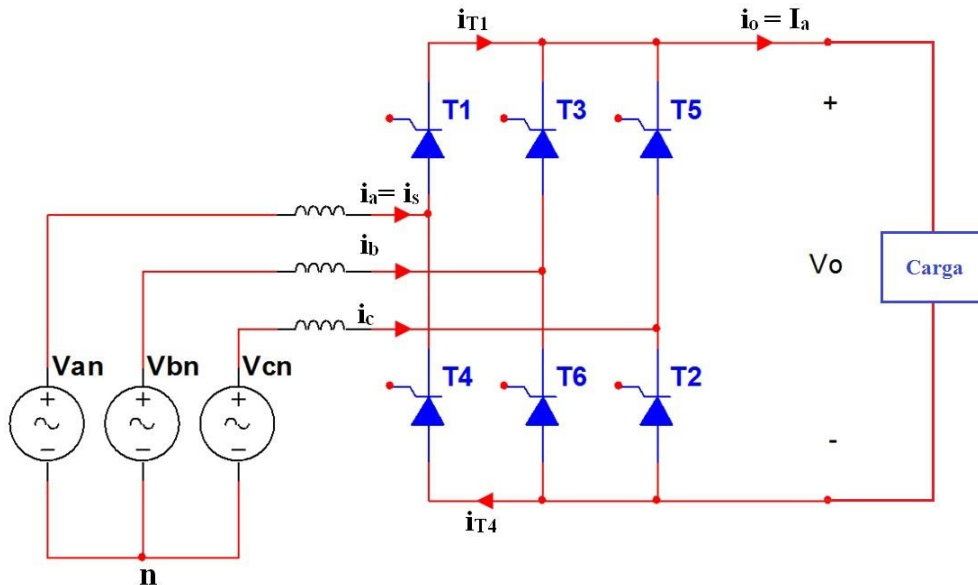 iT1
io = Ia
T1
T3
T5
+
ia= is
ib
Vo
Carga
ic
Van
Vbn
Vcn
T4
T6
T2
+
+
+
-
iT4
n